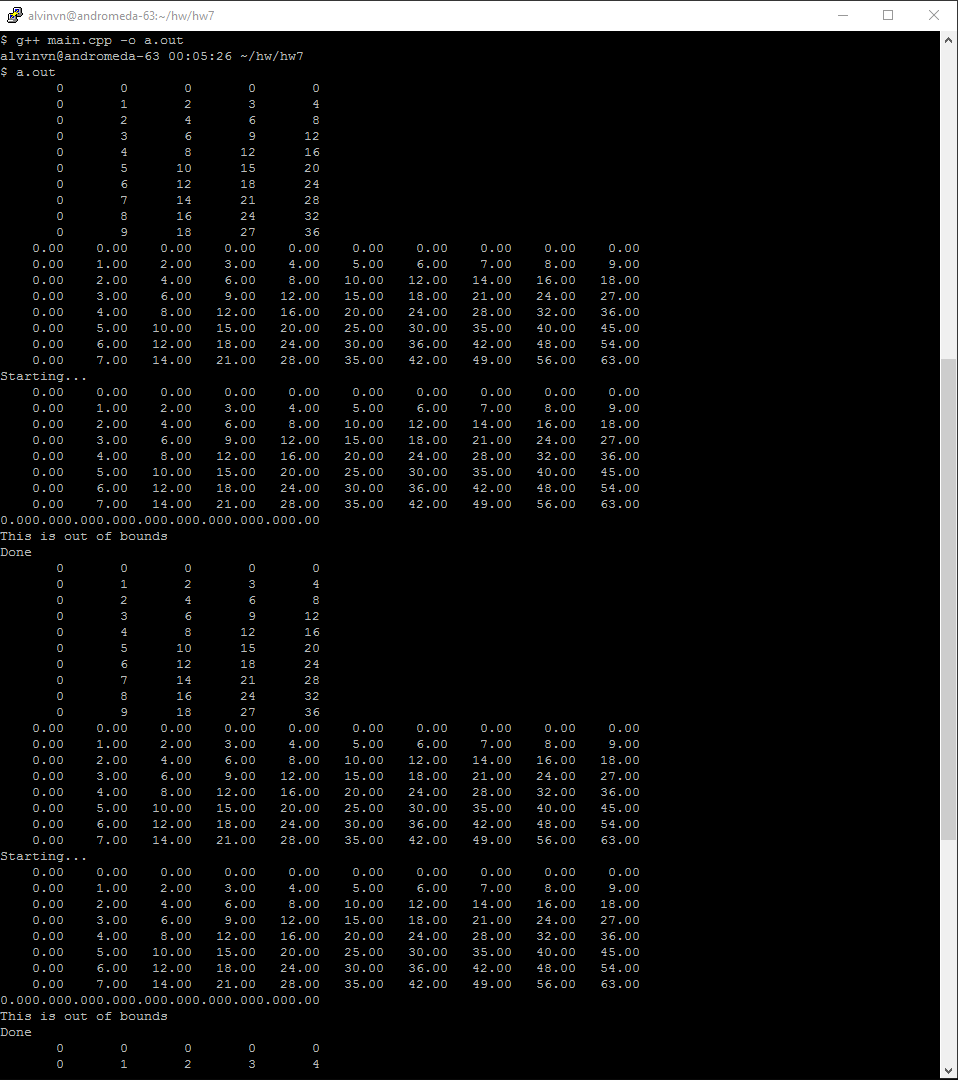 alvinvn@andromeda-63:~/hw/hw7
$ g++ main.cpp -o a.out
alvinvn@andromeda-63 00:05:26 ~/hw/hw7
$ a.out
       0       0       0       0       0
       0       1       2       3       4
       0       2       4       6       8
       0       3       6       9      12
       0       4       8      12      16
       0       5      10      15      20
       0       6      12      18      24
       0       7      14      21      28
       0       8      16      24      32
       0       9      18      27      36
    0.00    0.00    0.00    0.00    0.00    0.00    0.00    0.00    0.00    0.00
    0.00    1.00    2.00    3.00    4.00    5.00    6.00    7.00    8.00    9.00
    0.00    2.00    4.00    6.00    8.00   10.00   12.00   14.00   16.00   18.00
    0.00    3.00    6.00    9.00   12.00   15.00   18.00   21.00   24.00   27.00
    0.00    4.00    8.00   12.00   16.00   20.00   24.00   28.00   32.00   36.00
    0.00    5.00   10.00   15.00   20.00   25.00   30.00   35.00   40.00   45.00
    0.00    6.00   12.00   18.00   24.00   30.00   36.00   42.00   48.00   54.00
    0.00    7.00   14.00   21.00   28.00   35.00   42.00   49.00   56.00   63.00
Starting...
    0.00    0.00    0.00    0.00    0.00    0.00    0.00    0.00    0.00    0.00
    0.00    1.00    2.00    3.00    4.00    5.00    6.00    7.00    8.00    9.00
    0.00    2.00    4.00    6.00    8.00   10.00   12.00   14.00   16.00   18.00
    0.00    3.00    6.00    9.00   12.00   15.00   18.00   21.00   24.00   27.00
    0.00    4.00    8.00   12.00   16.00   20.00   24.00   28.00   32.00   36.00
    0.00    5.00   10.00   15.00   20.00   25.00   30.00   35.00   40.00   45.00
    0.00    6.00   12.00   18.00   24.00   30.00   36.00   42.00   48.00   54.00
    0.00    7.00   14.00   21.00   28.00   35.00   42.00   49.00   56.00   63.00
0.000.000.000.000.000.000.000.000.000.00
This is out of bounds
Done
       0       0       0       0       0
       0       1       2       3       4
       0       2       4       6       8
       0       3       6       9      12
       0       4       8      12      16
       0       5      10      15      20
       0       6      12      18      24
       0       7      14      21      28
       0       8      16      24      32
       0       9      18      27      36
    0.00    0.00    0.00    0.00    0.00    0.00    0.00    0.00    0.00    0.00
    0.00    1.00    2.00    3.00    4.00    5.00    6.00    7.00    8.00    9.00
    0.00    2.00    4.00    6.00    8.00   10.00   12.00   14.00   16.00   18.00
    0.00    3.00    6.00    9.00   12.00   15.00   18.00   21.00   24.00   27.00
    0.00    4.00    8.00   12.00   16.00   20.00   24.00   28.00   32.00   36.00
    0.00    5.00   10.00   15.00   20.00   25.00   30.00   35.00   40.00   45.00
    0.00    6.00   12.00   18.00   24.00   30.00   36.00   42.00   48.00   54.00
    0.00    7.00   14.00   21.00   28.00   35.00   42.00   49.00   56.00   63.00
Starting...
    0.00    0.00    0.00    0.00    0.00    0.00    0.00    0.00    0.00    0.00
    0.00    1.00    2.00    3.00    4.00    5.00    6.00    7.00    8.00    9.00
    0.00    2.00    4.00    6.00    8.00   10.00   12.00   14.00   16.00   18.00
    0.00    3.00    6.00    9.00   12.00   15.00   18.00   21.00   24.00   27.00
    0.00    4.00    8.00   12.00   16.00   20.00   24.00   28.00   32.00   36.00
    0.00    5.00   10.00   15.00   20.00   25.00   30.00   35.00   40.00   45.00
    0.00    6.00   12.00   18.00   24.00   30.00   36.00   42.00   48.00   54.00
    0.00    7.00   14.00   21.00   28.00   35.00   42.00   49.00   56.00   63.00
0.000.000.000.000.000.000.000.000.000.00
This is out of bounds
Done
       0       0       0       0       0
       0       1       2       3       4